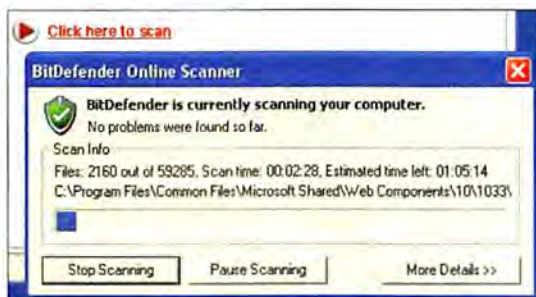 Click here to scan
BitDefender Online Scanner
BitDefender is currently scanning your computer.
No problems were found so far.
Scan Info
Files: 2160 out of 59285, Scan time: 00:02:28, Estimated time left: 01:05:14
C:\Program Files\Common Files\Microsoft Shared\Web Components\10\1033\
Stop Scanning
Pause Scanning
More Details >>